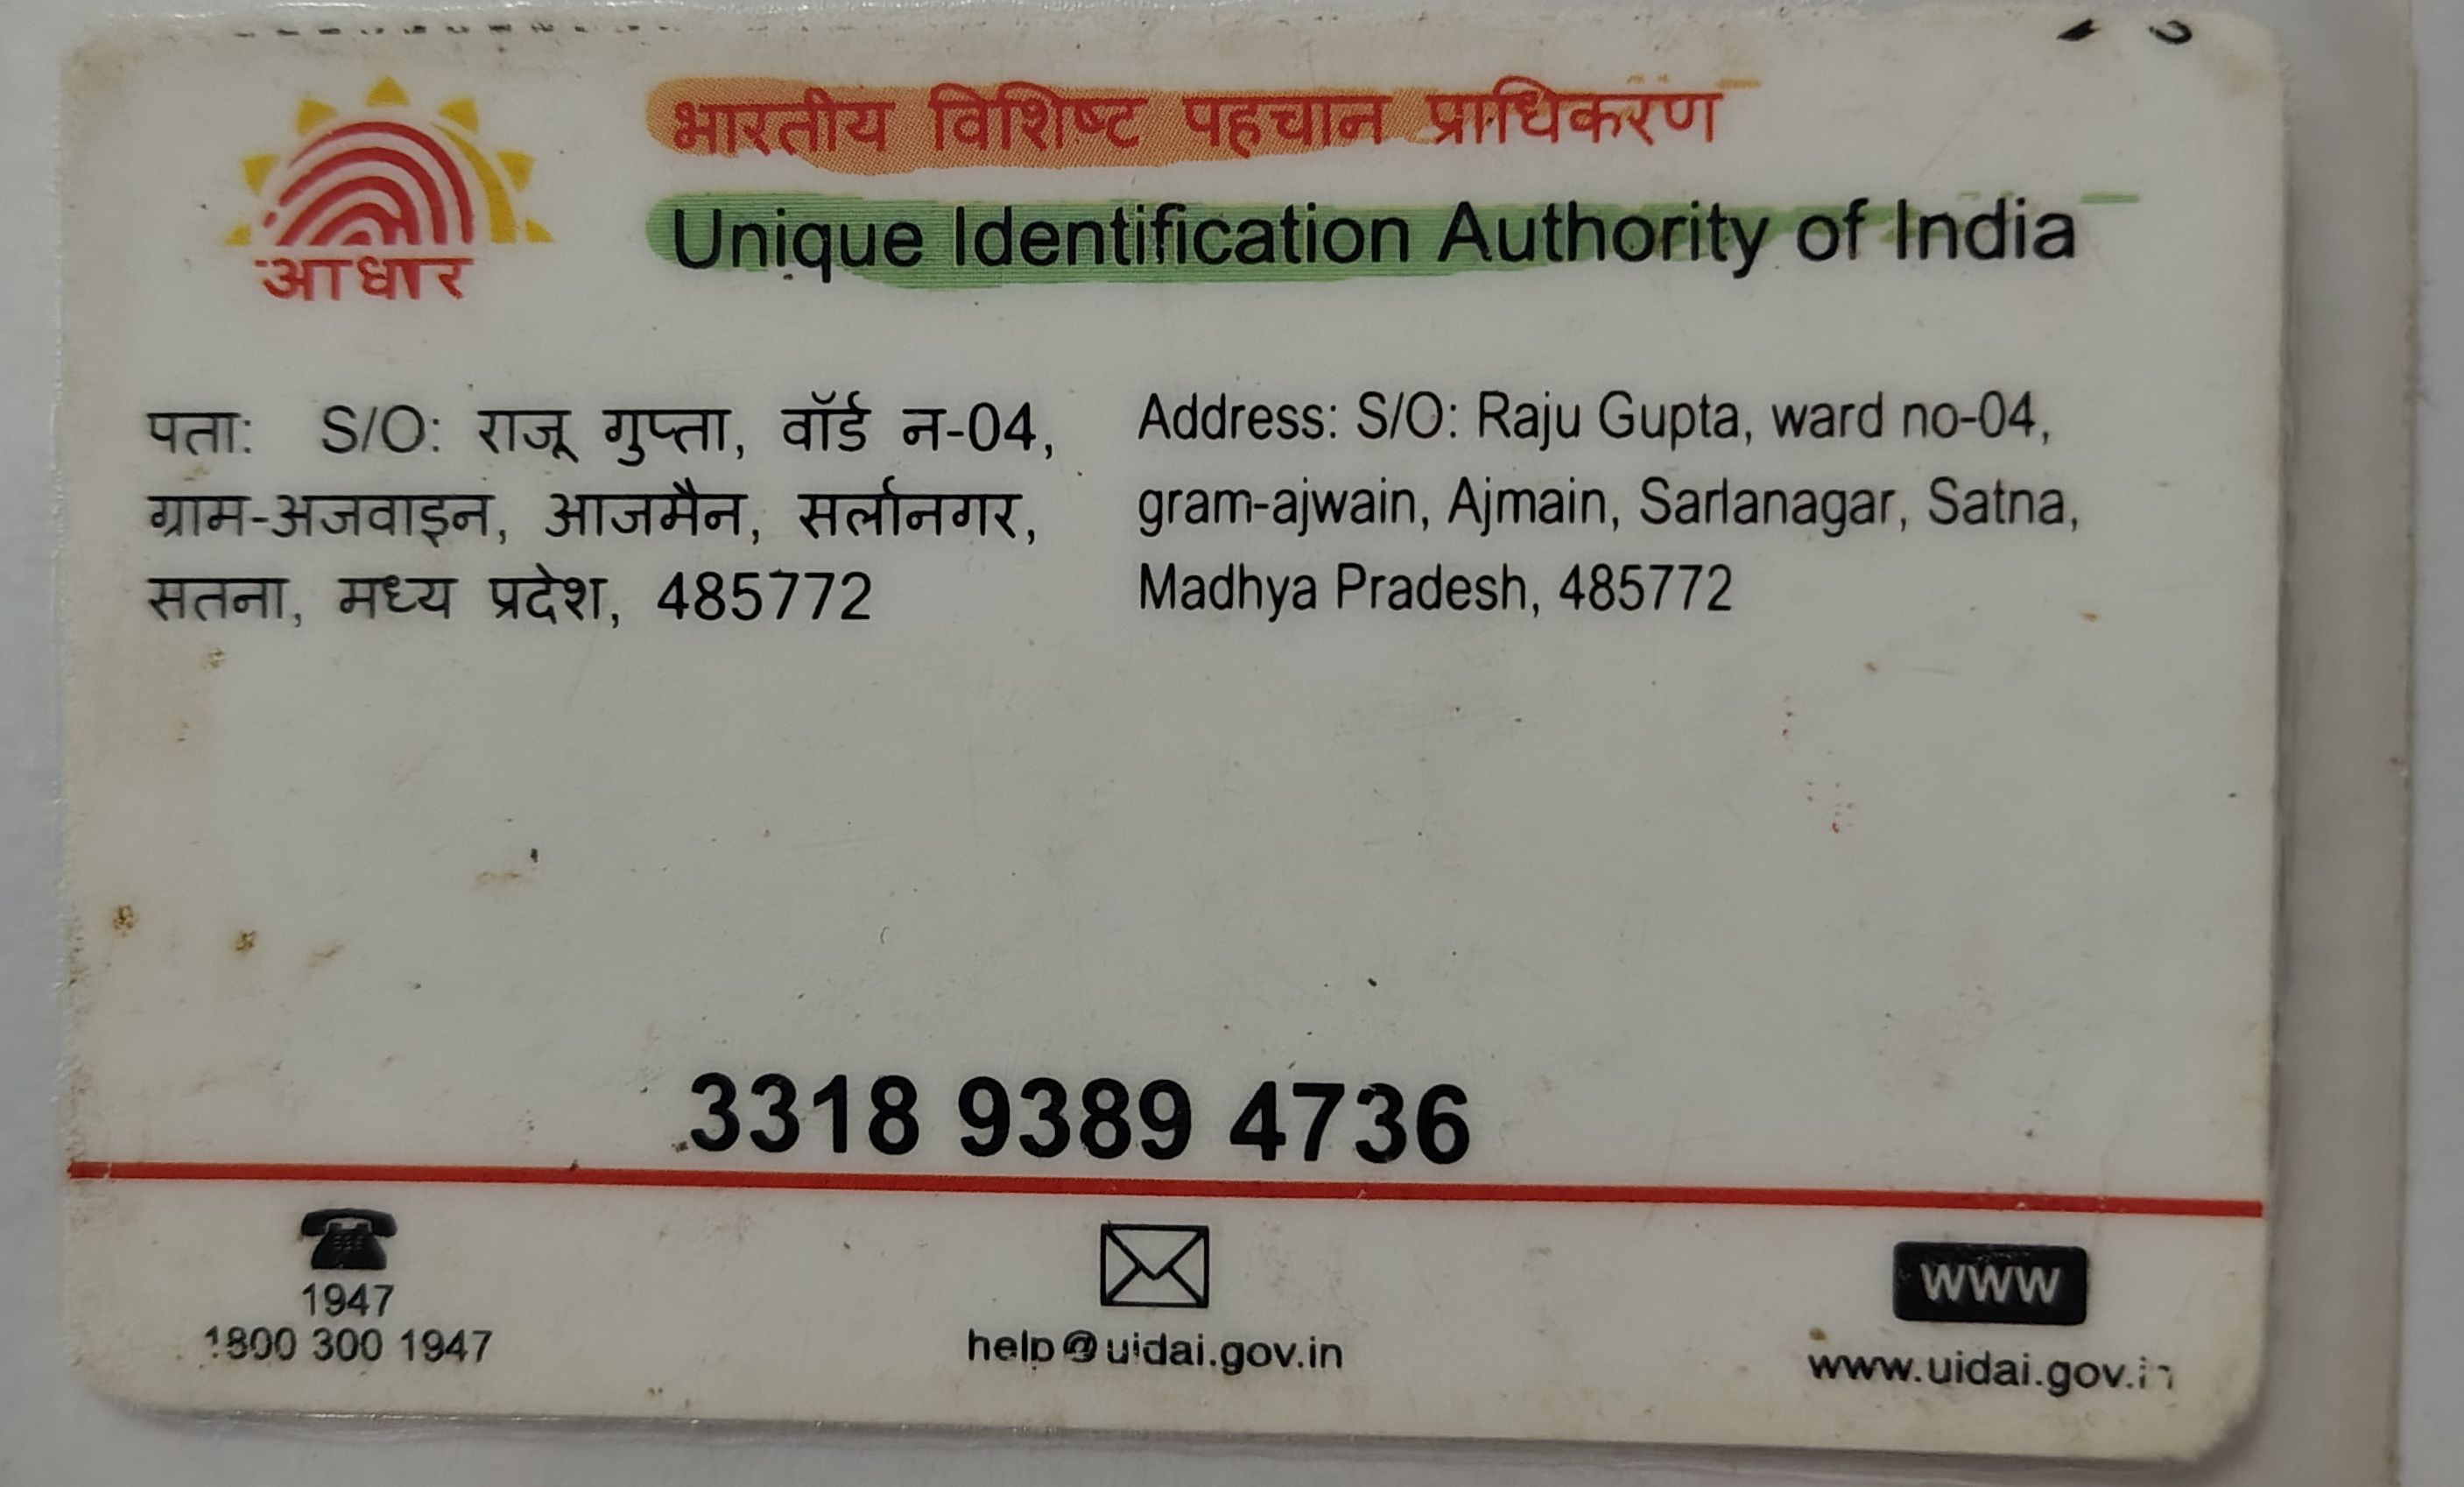 आधार
भारतीय विशिष्ट पहचान प्राधिकरण
Unique Identification Authority of India
पता: S/O: राजू गुप्ता, वॉर्ड न-04,
ग्राम-अजवाइन, आजमैन, सर्लानगर,
सतना, मध्य प्रदेश, 485772
Address: S/O: Raju Gupta, ward no-04,
gram-ajwain, Ajmain, Sarlanagar, Satna,
Madhya Pradesh, 485772
3318 9389 4736
1947
1800 300 1947
help@uidai.gov.in
www
www.uidai.gov.in